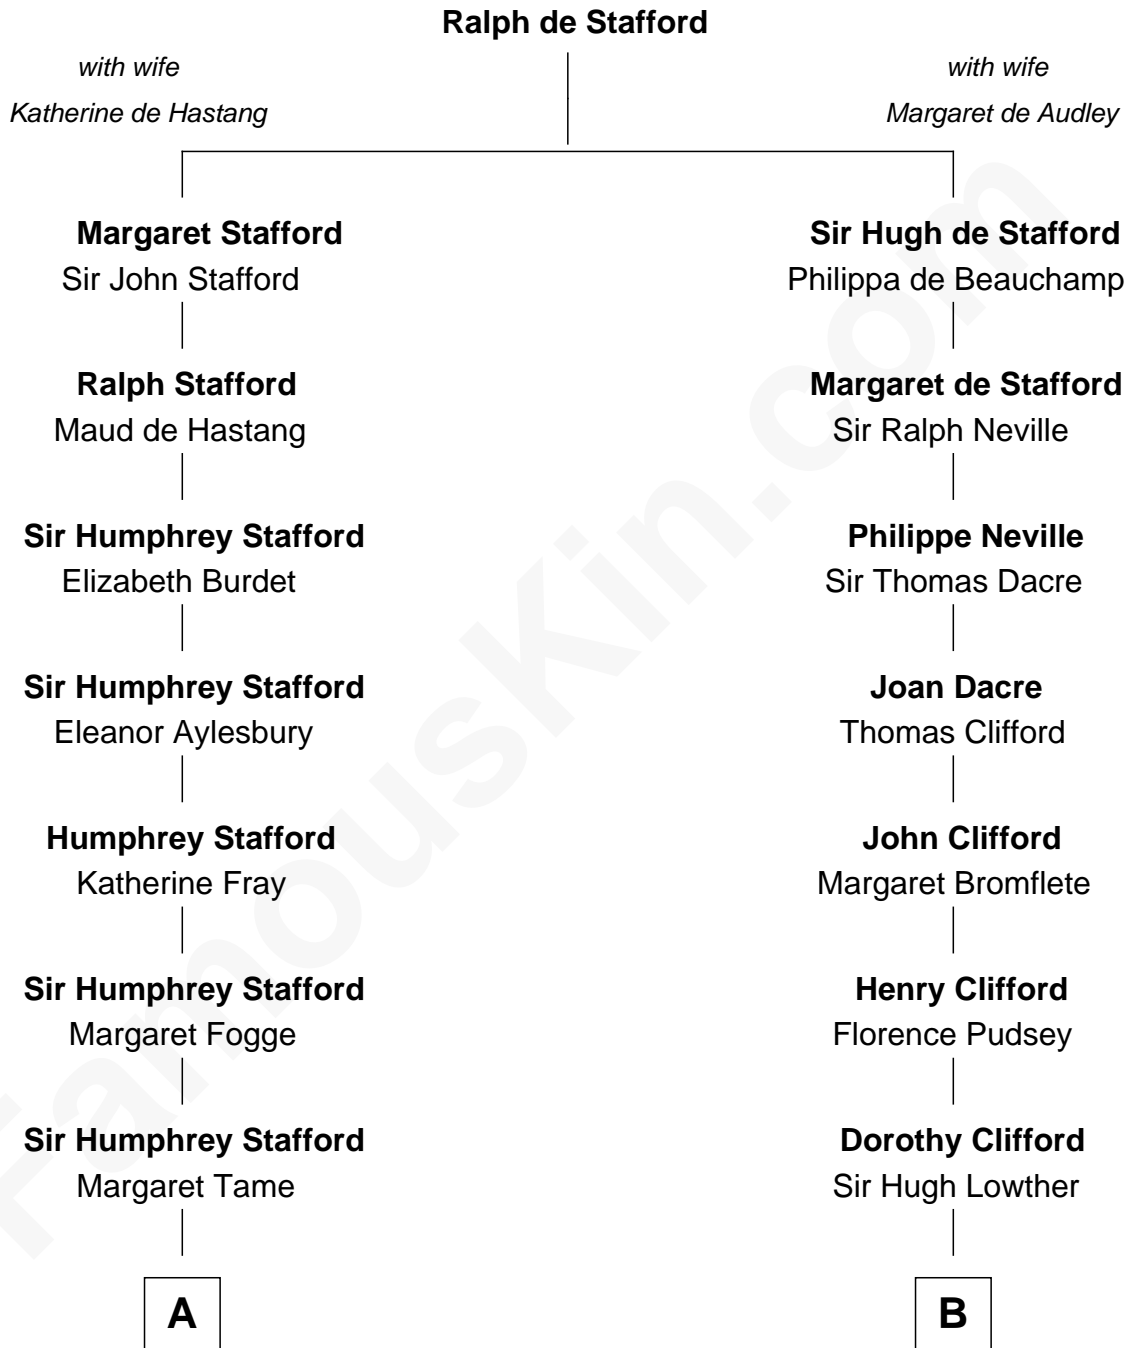 Ralph de Stafford
with wife
Katherine de Hastang
with wife
Margaret de Audley
Margaret Stafford
Sir John Stafford
Sir Hugh de Stafford
Philippa de Beauchamp
Ralph Stafford
Maud de Hastang
Margaret de Stafford
Sir Ralph Neville
Sir Humphrey Stafford
Elizabeth Burdet
Philippe Neville
Sir Thomas Dacre
Sir Humphrey Stafford
Eleanor Aylesbury
Joan Dacre
Thomas Clifford
Humphrey Stafford
Katherine Fray
John Clifford
Margaret Bromflete
Sir Humphrey Stafford
Margaret Fogge
Henry Clifford
Florence Pudsey
Sir Humphrey Stafford
Margaret Tame
Dorothy Clifford
Sir Hugh Lowther
A
B
FamousKin.com